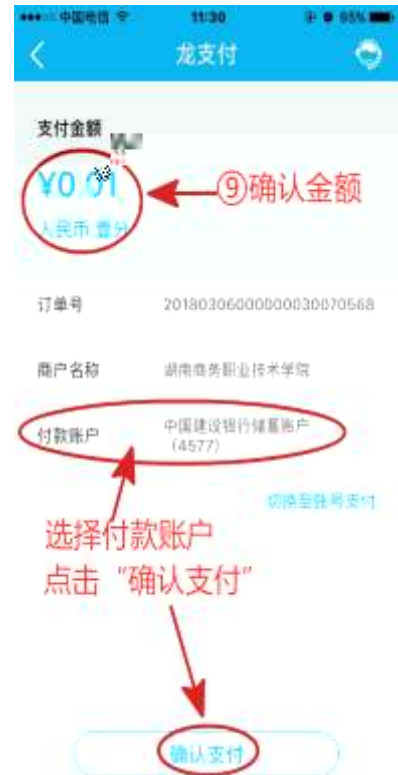 中国电信 11:30 65%
龙支付
支付金额
¥0.01
⑨确认金额
人民币 壹分
订单号 20180306000000030070568
商户名称 湖南商务职业技术学院
付款账户 中国建设银行储蓄账户
(4577)
切换至账号支付
选择付款账户
点击“确认支付”
确认支付